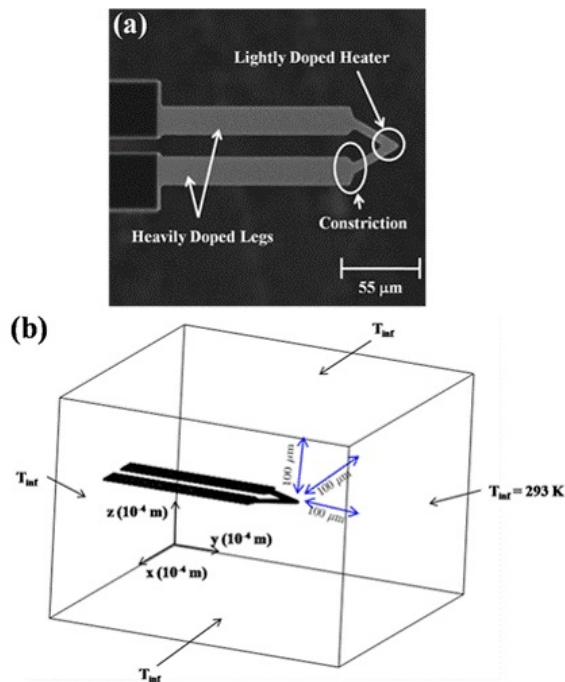 (a)
Lightly Doped Heater
Heavily Doped Legs
Constriction
55 μm
(b)
T_inf
100 μm
100 μm
100 μm
T_inf
T_inf = 293 K
z (10⁻⁴ m)
y (10⁻⁴ m)
x (10⁻⁴ m)
T_inf